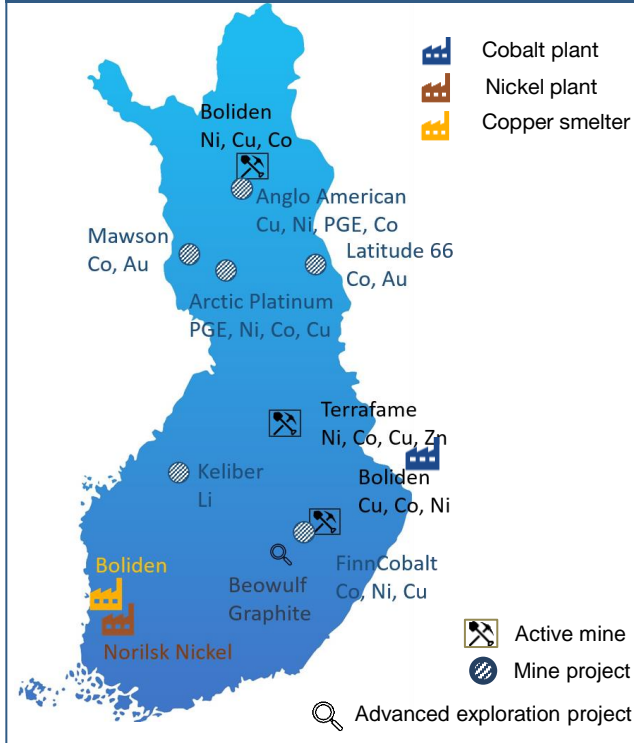 Cobalt plant
Nickel plant
Copper smelter
Boliden
Ni, Cu, Co
Anglo American
Cu, Ni, PGE, Co
Mawson
Co, Au
Latitude 66
Co, Au
Arctic Platinum
PGE, Ni, Co, Cu
Terrafame
Ni, Co, Cu, Zn
Keliber
Li
Boliden
Cu, Co, Ni
FinnCobalt
Co, Ni, Cu
Beowulf
Graphite
Boliden
Norilsk Nickel
Active mine
Mine project
Advanced exploration project